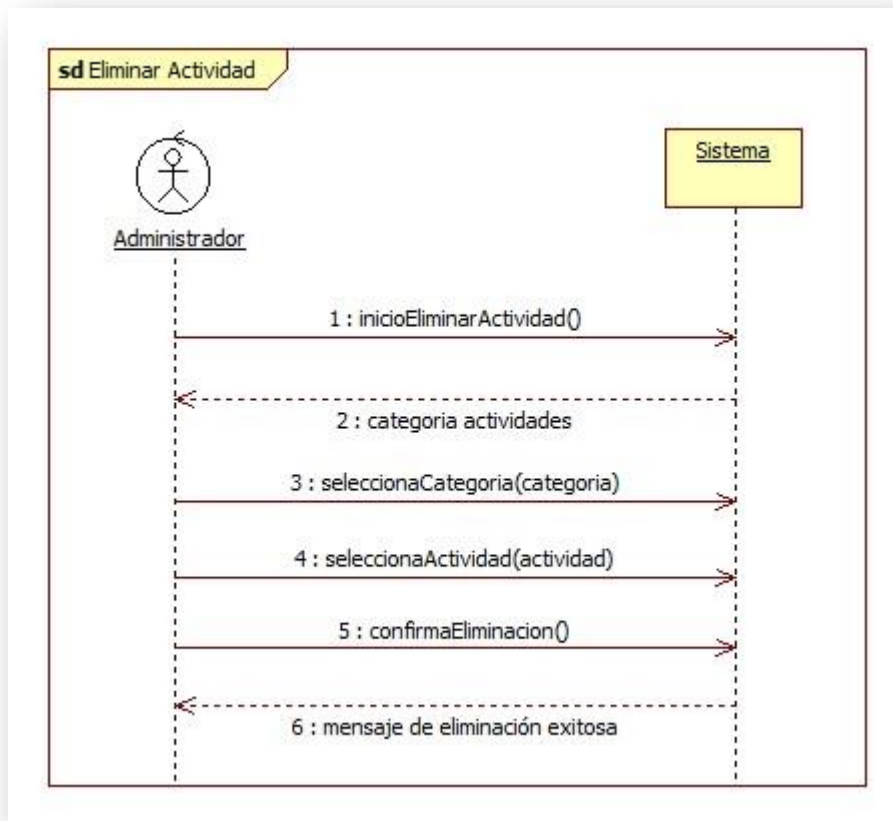 sd Eliminar Actividad
Sistema
Administrador
1 : inicioEliminarActividad()
2 : categoria actividades
3 : seleccionaCategoria(categoria)
4 : seleccionaActividad(actividad)
5 : confirmaEliminacion()
6 : mensaje de eliminación exitosa